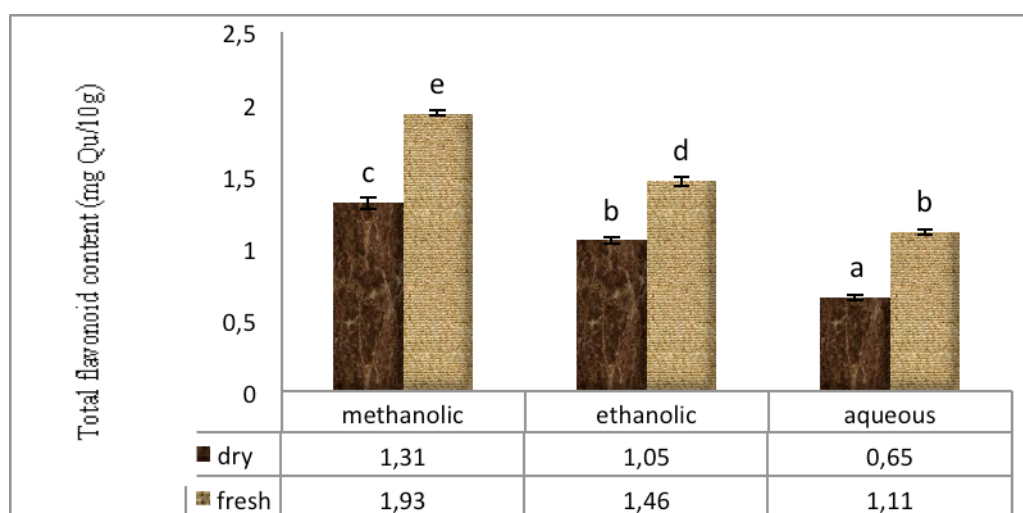 Total flavonoid content (mg Qu/10g)
2,5
2
1,5
1
0,5
0
c
e
b
d
a
b
methanolic ethanolic aqueous
dry 1,31 1,05 0,65
fresh 1,93 1,46 1,11